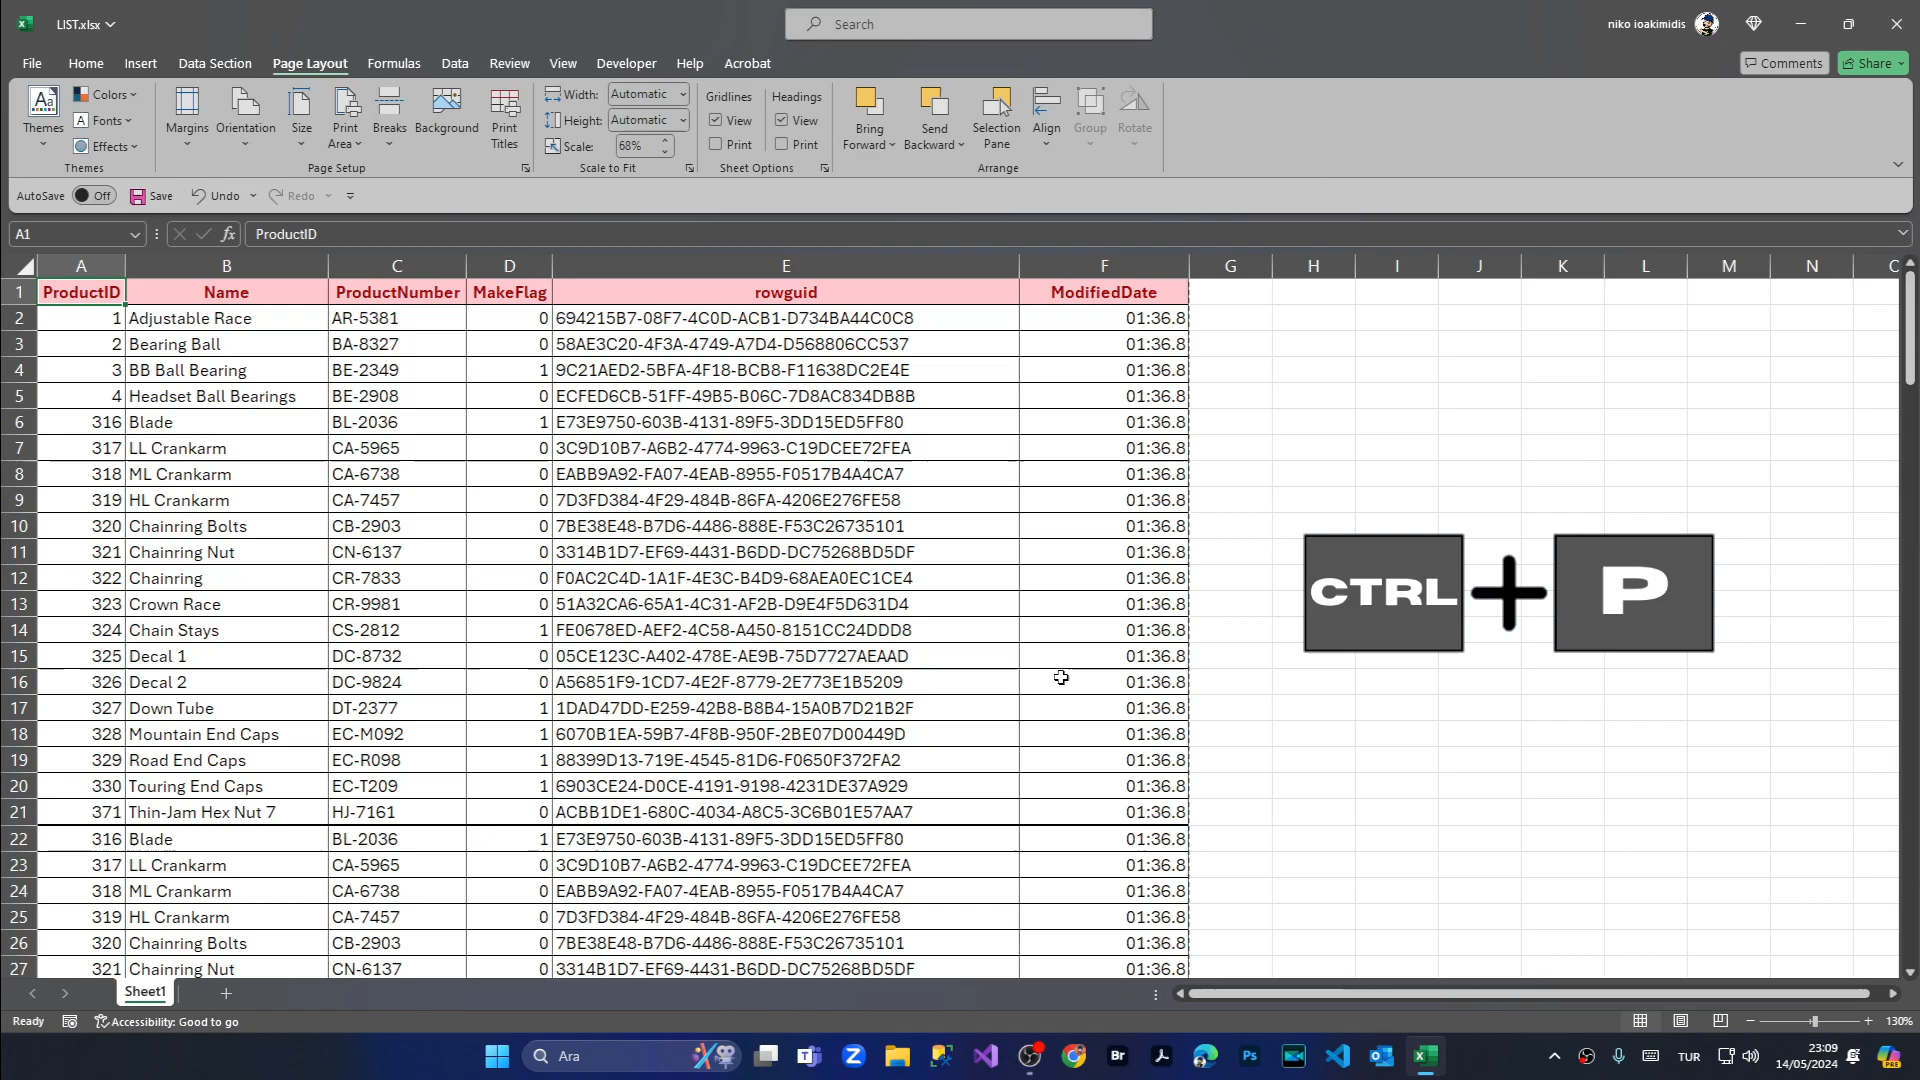 LIST.xlsx
Search
niko ioakimidis
File Home Insert Data Section Page Layout Formulas Data Review View Developer Help Acrobat
Comments Share
Themes
Colors
Fonts
Effects
Themes
Margins Orientation Size Print Area Breaks Background Print Titles
Page Setup
Width: Automatic
Height: Automatic
Scale: 68%
Scale to Fit
Gridlines Headings
View View
Print Print
Sheet Options
Bring Forward Send Backward Selection Pane Align Group Rotate
Arrange
AutoSave Off Save Undo Redo
A1 fx ProductID
A B C D E F G H I J K L M N C
1 ProductID Name ProductNumber MakeFlag rowguid ModifiedDate
2 1 Adjustable Race AR-5381 0 694215B7-08F7-4C0D-ACB1-D734BA44C0C8 01:36.8
3 2 Bearing Ball BA-8327 0 58AE3C20-4F3A-4749-A7D4-D568806CC537 01:36.8
4 3 BB Ball Bearing BE-2349 1 9C21AED2-5BFA-4F18-BCB8-F11638DC2E4E 01:36.8
5 4 Headset Ball Bearings BE-2908 0 ECFED6CB-51FF-49B5-B06C-7D8AC834DB8B 01:36.8
6 316 Blade BL-2036 1 E73E9750-603B-4131-89F5-3DD15ED5FF80 01:36.8
7 317 LL Crankarm CA-5965 0 3C9D10B7-A6B2-4774-9963-C19DCEE72FEA 01:36.8
8 318 ML Crankarm CA-6738 0 EABB9A92-FA07-4EAB-8955-F0517B4A4CA7 01:36.8
9 319 HL Crankarm CA-7457 0 7D3FD384-4F29-484B-86FA-4206E276FE58 01:36.8
10 320 Chainring Bolts CB-2903 0 7BE38E48-B7D6-4486-888E-F53C26735101 01:36.8
11 321 Chainring Nut CN-6137 0 3314B1D7-EF69-4431-B6DD-DC75268BD5DF 01:36.8
12 322 Chainring CR-7833 0 F0AC2C4D-1A1F-4E3C-B4D9-68AEA0EC1CE4 01:36.8
13 323 Crown Race CR-9981 0 51A32CA6-65A1-4C31-AF2B-D9E4F5D631D4 01:36.8
14 324 Chain Stays CS-2812 1 FE0678ED-AEF2-4C58-A450-8151CC24DDD8 01:36.8
15 325 Decal 1 DC-8732 0 05CE123C-A402-478E-AE9B-75D7727AEAAD 01:36.8
16 326 Decal 2 DC-9824 0 A56851F9-1CD7-4E2F-8779-2E773E1B5209 01:36.8
17 327 Down Tube DT-2377 1 1DAD47DD-E259-42B8-B8B4-15A0B7D21B2F 01:36.8
18 328 Mountain End Caps EC-M092 1 6070B1EA-59B7-4F8B-950F-2BE07D00449D 01:36.8
19 329 Road End Caps EC-R098 1 88399D13-719E-4545-81D6-F0650F372FA2 01:36.8
20 330 Touring End Caps EC-T209 1 6903CE24-D0CE-4191-9198-4231DE37A929 01:36.8
21 371 Thin-Jam Hex Nut 7 HJ-7161 0 ACBB1DE1-680C-4034-A8C5-3C6B01E57AA7 01:36.8
22 316 Blade BL-2036 1 E73E9750-603B-4131-89F5-3DD15ED5FF80 01:36.8
23 317 LL Crankarm CA-5965 0 3C9D10B7-A6B2-4774-9963-C19DCEE72FEA 01:36.8
24 318 ML Crankarm CA-6738 0 EABB9A92-FA07-4EAB-8955-F0517B4A4CA7 01:36.8
25 319 HL Crankarm CA-7457 0 7D3FD384-4F29-484B-86FA-4206E276FE58 01:36.8
26 320 Chainring Bolts CB-2903 0 7BE38E48-B7D6-4486-888E-F53C26735101 01:36.8
27 321 Chainring Nut CN-6137 0 3314B1D7-EF69-4431-B6DD-DC75268BD5DF 01:36.8
CTRL + P
Sheet1
Ready Accessibility: Good to go 130%
Ara
Br
Ps
TUR
23:09
14/05/2024
PRE